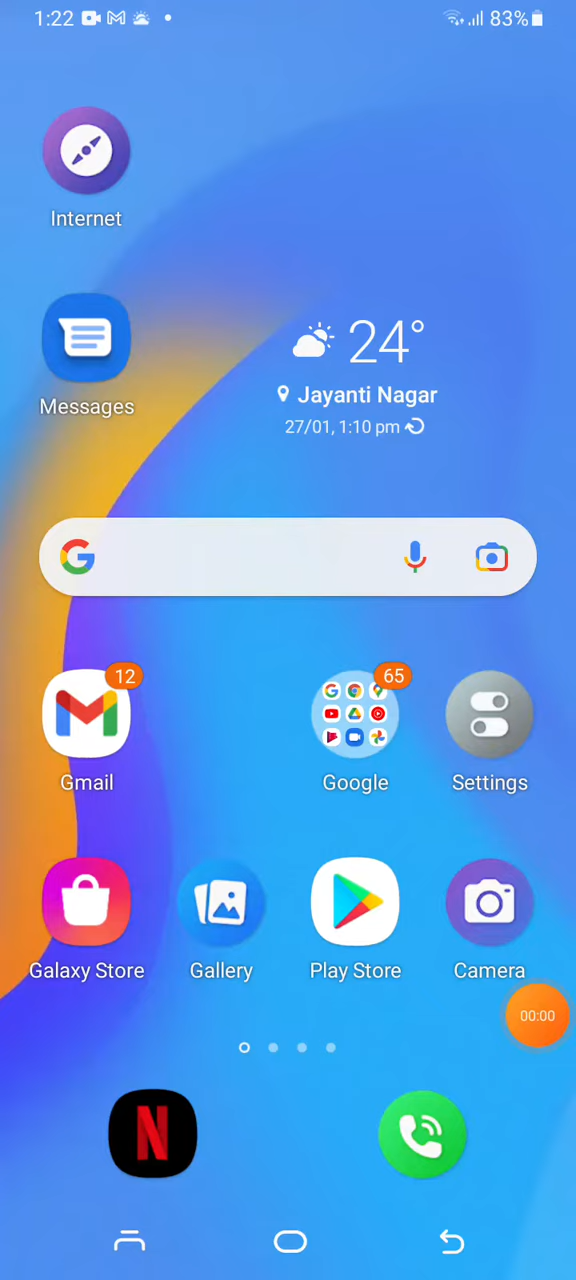 1:22
83%
Internet
24°
Messages
Jayanti Nagar
27/01, 1:10 pm
12
65
Gmail
Google
Settings
Galaxy Store
Gallery
Play Store
Camera
00:00